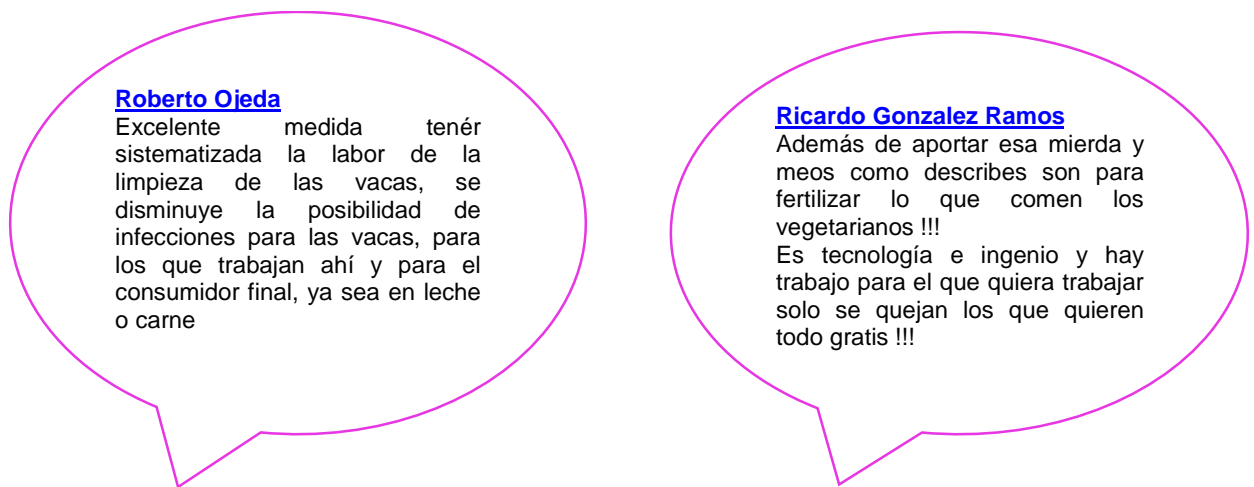 Roberto Ojeda
Excelente medida tenér
sistematizada la labor de la
limpieza de las vacas, se
disminuye la posibilidad de
infecciones para las vacas, para
los que trabajan ahí y para el
consumidor final, ya sea en leche
o carne
Ricardo Gonzalez Ramos
Además de aportar esa mierda y
meos como describes son para
fertilizar lo que comen los
vegetarianos !!!
Es tecnología e ingenio y hay
trabajo para el que quiera trabajar
solo se quejan los que quieren
todo gratis !!!